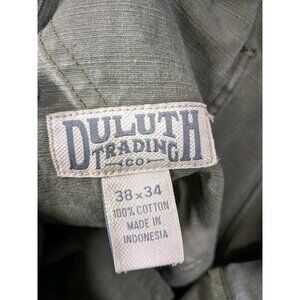 DULUTH
TRADING
CO
38 x 34
100% COTTON
MADE IN
INDONESIA